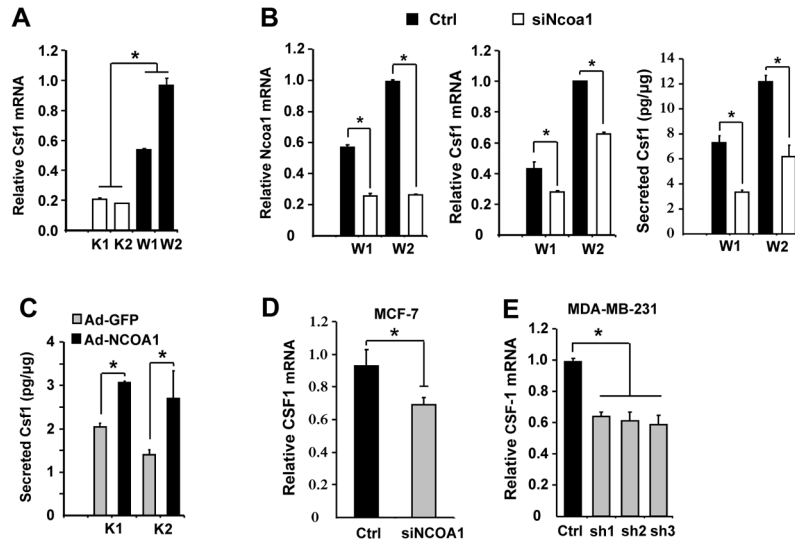 A
Relative Csf1 mRNA
1.2
1.0
0.8
0.6
0.4
0.2
0.0
*
K1 K2 W1 W2
B
Ctrl
siNcoa1
Relative Ncoa1 mRNA
1.2
1.0
0.8
0.6
0.4
0.2
0
*
*
W1 W2
Relative Csf1 mRNA
1.2
1.0
0.8
0.6
0.4
0.2
0
*
*
W1 W2
Secreted Csf1 (pg/µg)
14
12
10
8
6
4
2
0
*
*
W1 W2
C
Ad-GFP
Ad-NCOA1
Secreted Csf1 (pg/µg)
4
3
2
1
0
*
*
K1 K2
D
MCF-7
Relative CSF1 mRNA
1.2
1.0
0.8
0.6
0.4
0.2
0
*
Ctrl siNCOA1
E
MDA-MB-231
Relative CSF-1 mRNA
1.2
1.0
0.8
0.6
0.4
0.2
0
*
Ctrl sh1 sh2 sh3